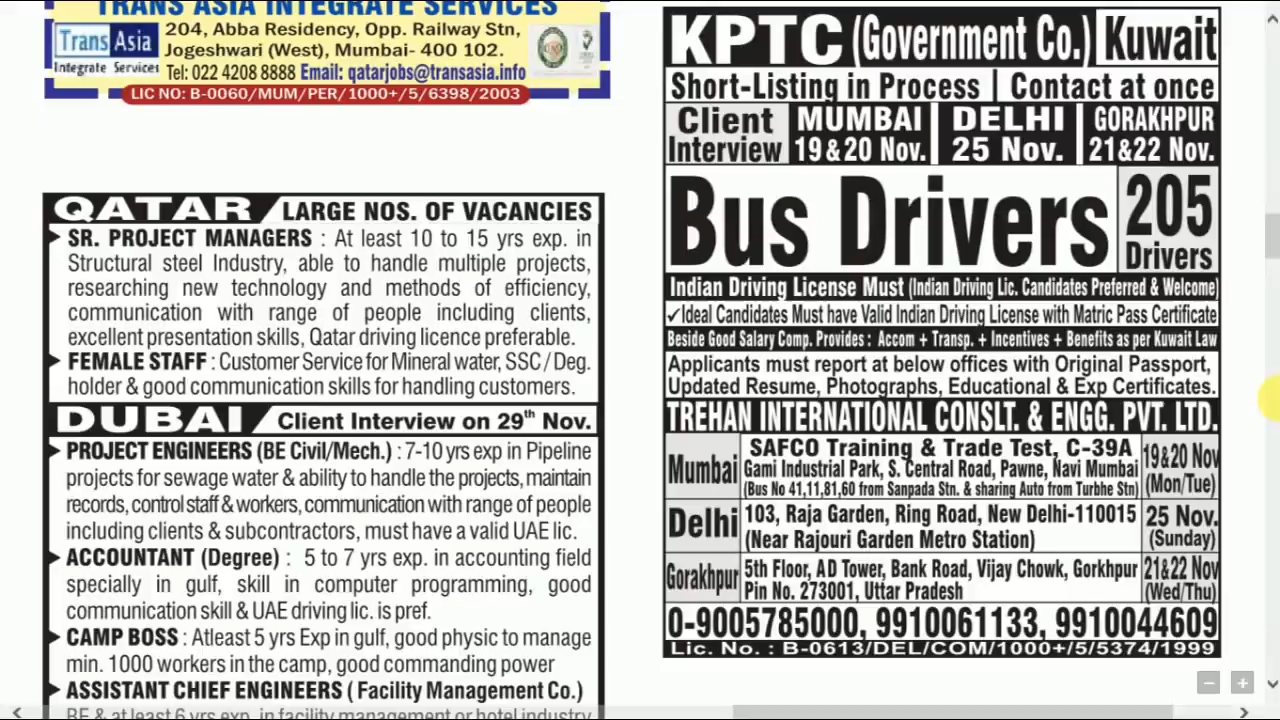 TRANS ASIA INTEGRATE SERVICES
Trans Asia
Integrate Services
204, Abba Residency, Opp. Railway Stn,
Jogeshwari (West), Mumbai- 400 102.
Tel: 022 4208 8888 Email: qatarjobs@transasia.info
LIC NO: B-0060/MUM/PER/1000+/5/6398/2003
QATAR LARGE NOS. OF VACANCIES
SR. PROJECT MANAGERS : At least 10 to 15 yrs exp. in
Structural steel Industry, able to handle multiple projects,
researching new technology and methods of efficiency,
communication with range of people including clients,
excellent presentation skills, Qatar driving licence preferable.
FEMALE STAFF : Customer Service for Mineral water, SSC / Deg.
holder & good communication skills for handling customers.
DUBAI Client Interview on 29th Nov.
PROJECT ENGINEERS (BE Civil/Mech.) : 7-10 yrs exp in Pipeline
projects for sewage water & ability to handle the projects, maintain
records, control staff & workers, communication with range of people
including clients & subcontractors, must have a valid UAE lic.
ACCOUNTANT (Degree) : 5 to 7 yrs exp. in accounting field
specially in gulf, skill in computer programming, good
communication skill & UAE driving lic. is pref.
CAMP BOSS : Atleast 5 yrs Exp in gulf, good physic to manage
min. 1000 workers in the camp, good commanding power
ASSISTANT CHIEF ENGINEERS ( Facility Management Co.)
BE & at least 6 yrs exp. in facility management or hotel industry
KPTC (Government Co.) Kuwait
Short-Listing in Process | Contact at once
Client Interview
MUMBAI 19 & 20 Nov.
DELHI 25 Nov.
GORAKHPUR 21&22 Nov.
Bus Drivers 205 Drivers
Indian Driving License Must (Indian Driving Lic. Candidates Preferred & Welcome)
✓Ideal Candidates Must have Valid Indian Driving License with Matric Pass Certificate
Beside Good Salary Comp. Provides : Accom + Transp. + Incentives + Benefits as per Kuwait Law
Applicants must report at below offices with Original Passport,
Updated Resume, Photographs, Educational & Exp Certificates.
TREHAN INTERNATIONAL CONSLT. & ENGG. PVT. LTD.
Mumbai
SAFCO Training & Trade Test, C-39A
Gami Industrial Park, S. Central Road, Pawne, Navi Mumbai
(Bus No 41,11,81,60 from Sanpada Stn. & sharing Auto from Turbhe Stn)
19&20 Nov
(Mon/Tue)
Delhi
103, Raja Garden, Ring Road, New Delhi-110015
(Near Rajouri Garden Metro Station)
25 Nov.
(Sunday)
Gorakhpur
5th Floor, AD Tower, Bank Road, Vijay Chowk, Gorkhpur
Pin No. 273001, Uttar Pradesh
21&22 Nov
(Wed/Thu)
0-9005785000, 9910061133, 9910044609
Lic. No. : B-0613/DEL/COM/1000+/5/5374/1999